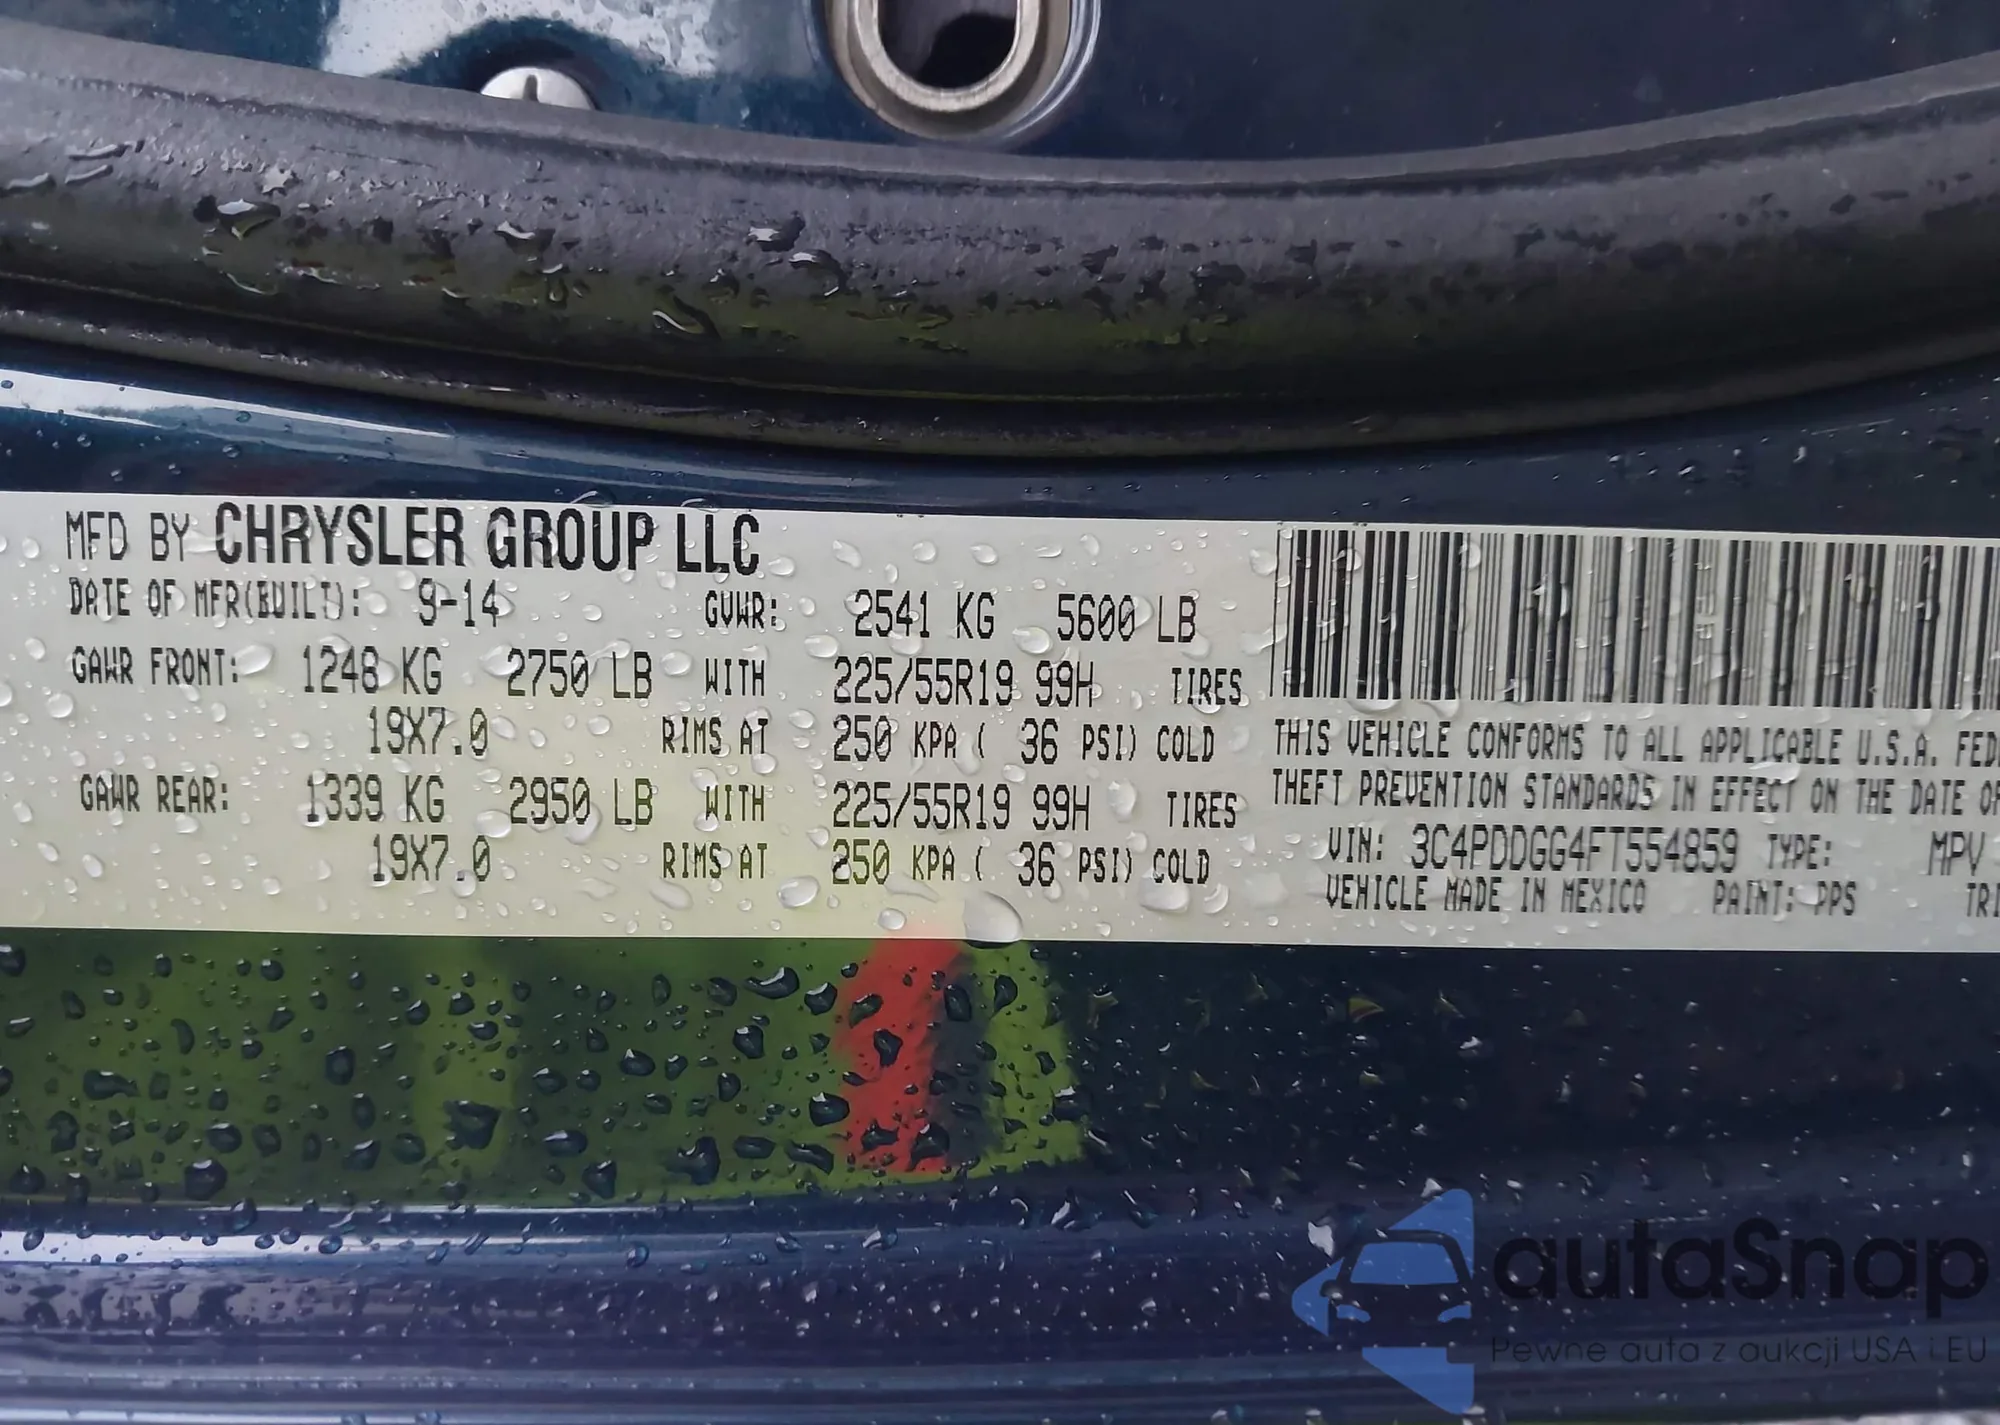 MFD BY CHRYSLER GROUP LLC
DATE OF MFR(BUILT): 9-14 GVWR: 2541 KG 5600 LB
GAWR FRONT: 1248 KG 2750 LB WITH 225/55R19 99H TIRES
19X7.0 RIMS AT 250 KPA ( 36 PSI) COLD
GAWR REAR: 1339 KG 2950 LB WITH 225/55R19 99H TIRES
19X7.0 RIMS AT 250 KPA ( 36 PSI) COLD
THIS VEHICLE CONFORMS TO ALL APPLICABLE U.S.A. FED
THEFT PREVENTION STANDARDS IN EFFECT ON THE DATE OF
VIN: 3C4PDDGG4FT554859 TYPE: MPV
VEHICLE MADE IN MEXICO PAINT: PPS TRI
autaSnap
Pewne auta z aukcji USA i EU